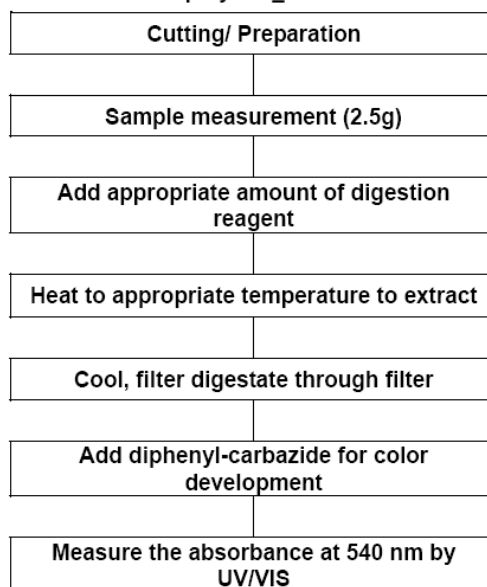 Cutting/ Preparation
Sample measurement (2.5g)
Add appropriate amount of digestion
reagent
Heat to appropriate temperature to extract
Cool, filter digestate through filter
Add diphenyl-carbazide for color
development
Measure the absorbance at 540 nm by
UV/VIS